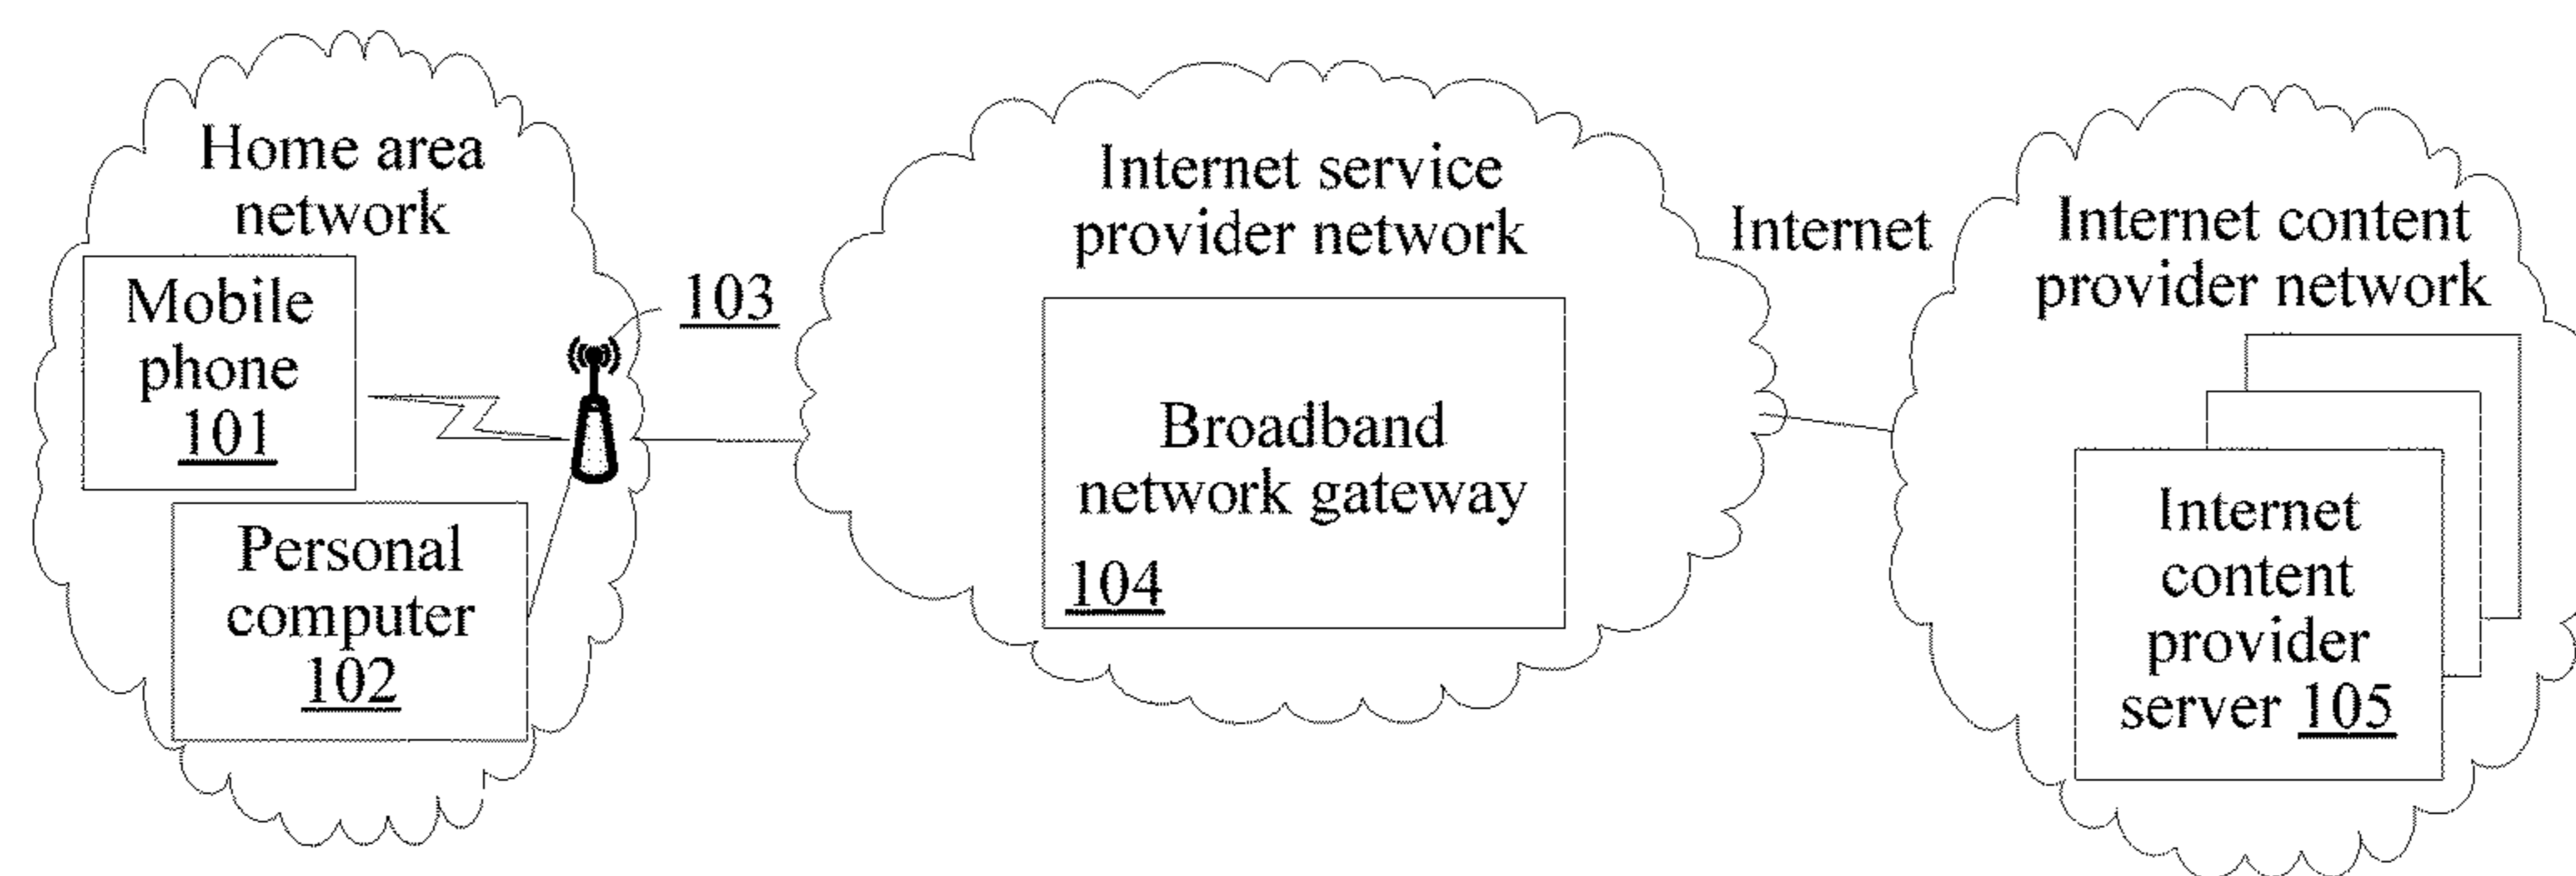 Home area
network
Mobile
phone
101
Personal
computer
102
103
Internet service
provider network
Broadband
network gateway
104
Internet
Internet content
provider network
Internet
content
provider
server 105